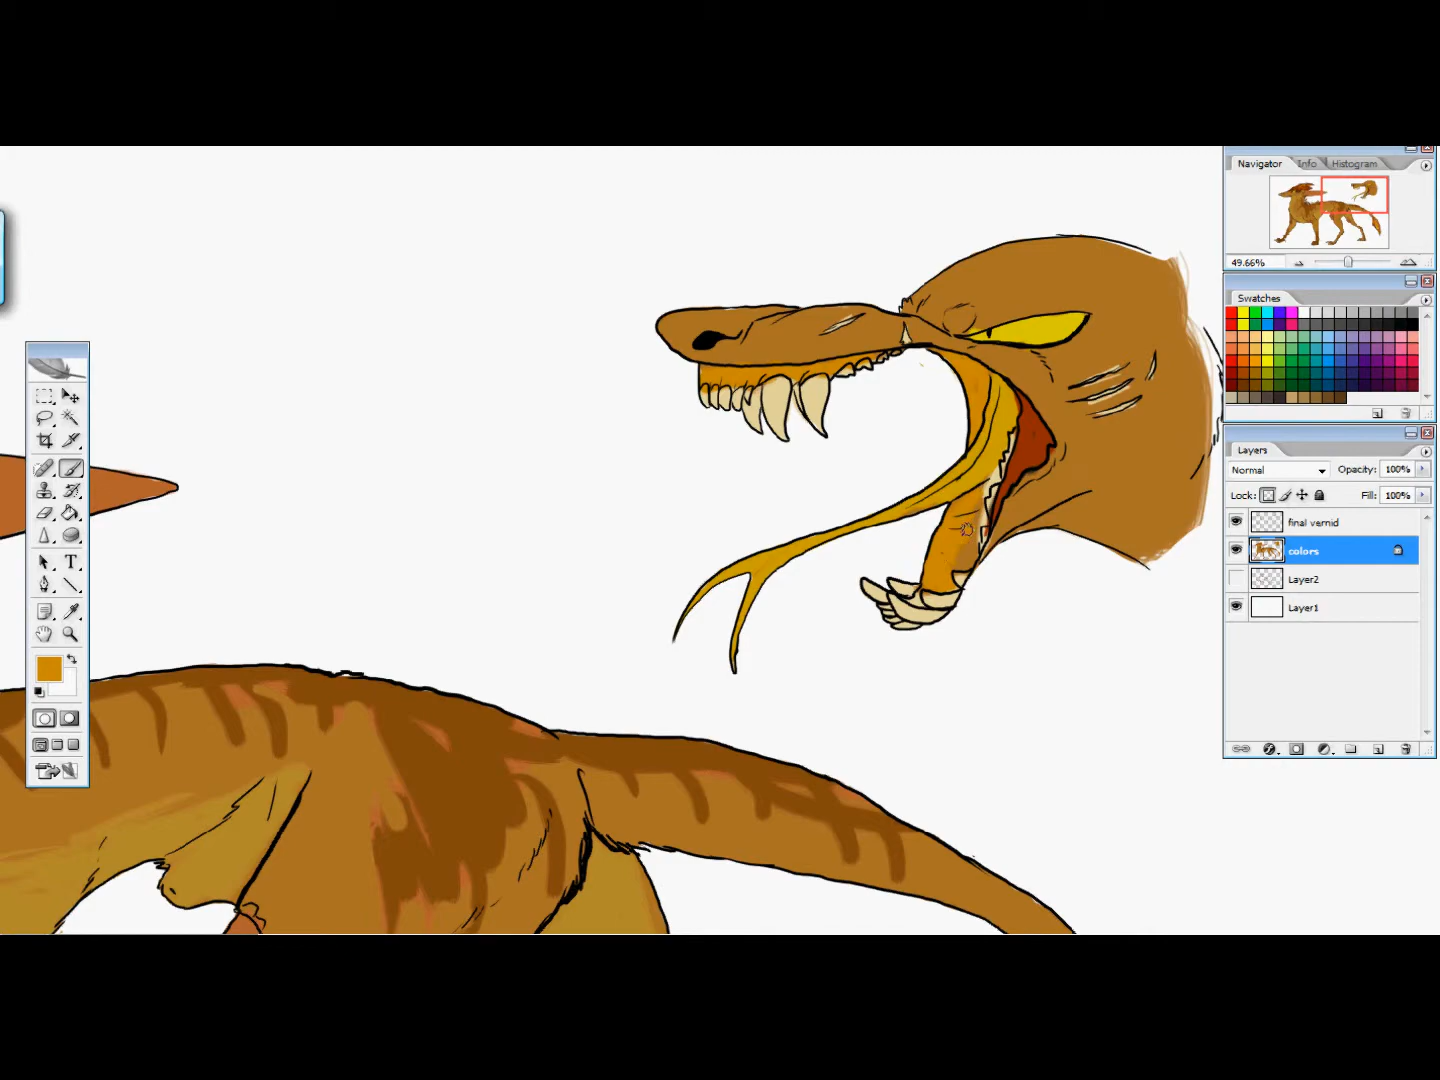 Navigator Info Histogram
49.66%
Swatches
Layers
Normal Opacity: 100%
Lock: Fill: 100%
final vernid
colors
Layer2
Layer1
T